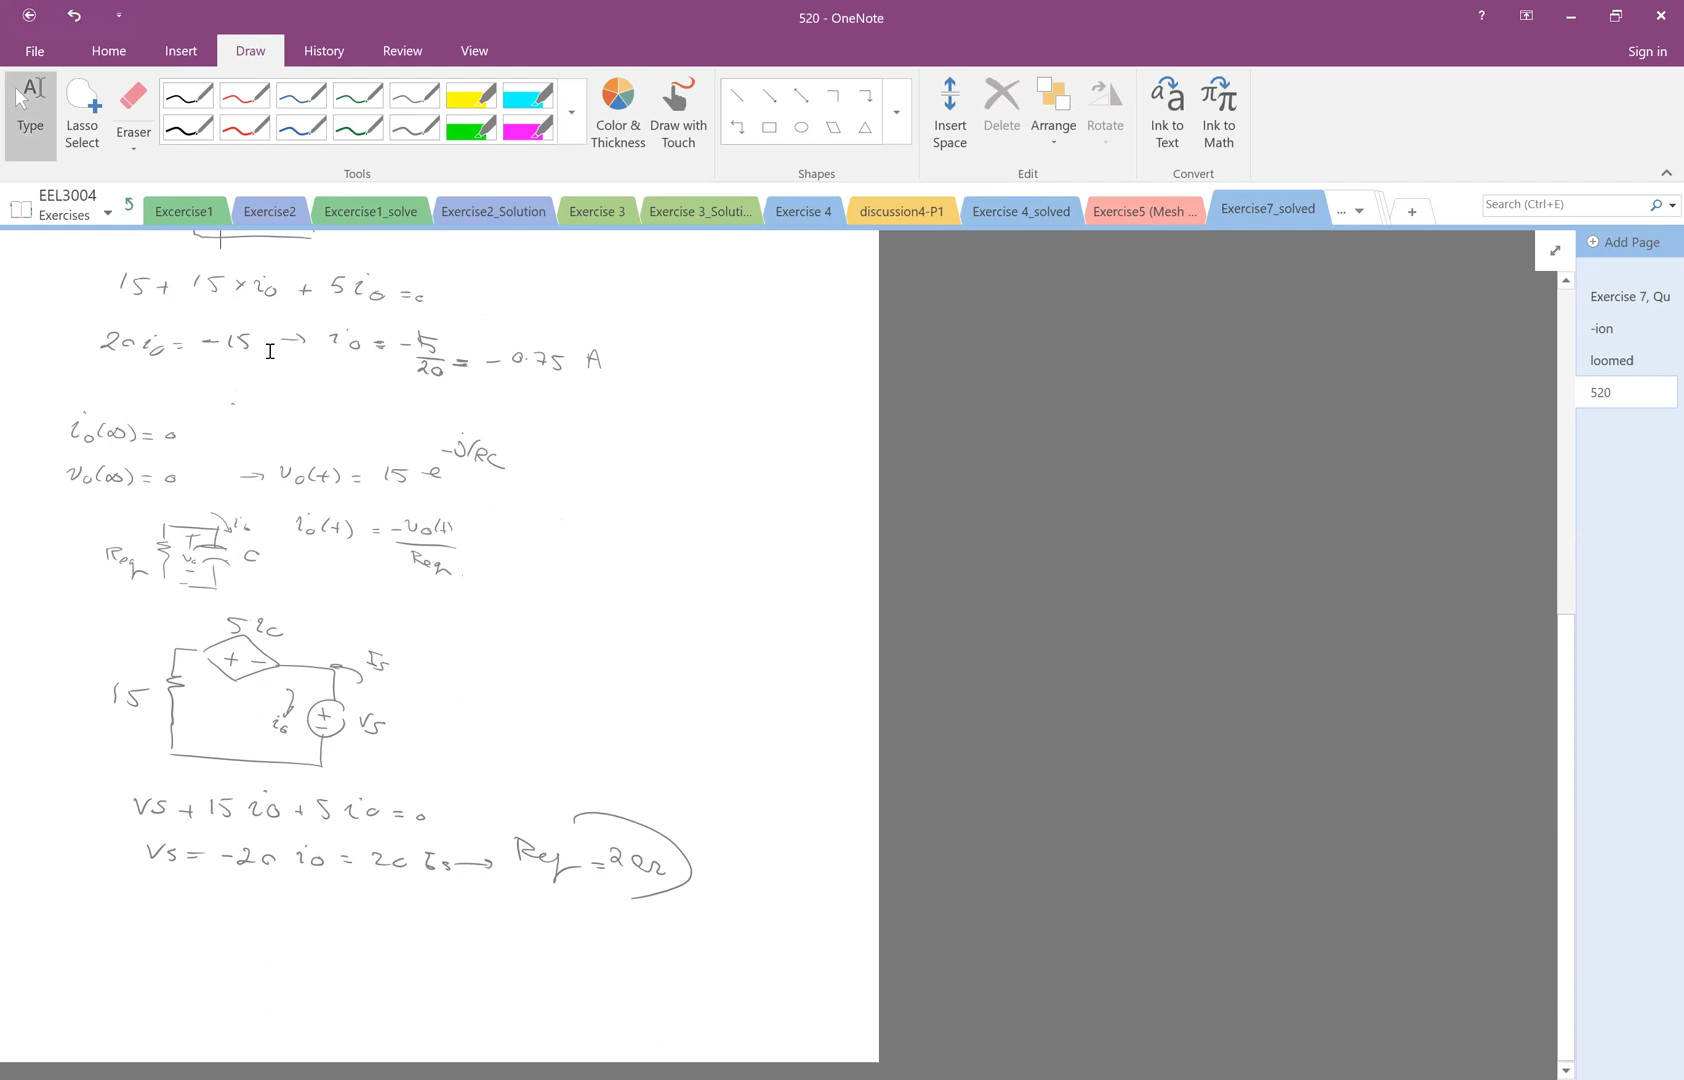 520 - OneNote
?
File Home Insert Draw History Review View
Sign in
Type
Lasso Select
Eraser
Color & Thickness
Draw with Touch
Insert Space
Delete
Arrange
Rotate
Ink to Text
Ink to Math
Tools Shapes Edit Convert
EEL3004
Exercises
Excercise1 Exercise2 Excercise1_solve Exercise2_Solution Exercise 3 Exercise 3_Soluti... Exercise 4 discussion4-P1 Exercise 4_solved Exercise5 (Mesh ... Exercise7_solved ... +
Search (Ctrl+E)
Add Page
Exercise 7, Qu
-ion
loomed
520
15 + 15 × i₀ + 5 i₀ = 0
20 i₀ = -15 → i₀ = -15/20 = -0.75 A
i₀(∞) = 0
v₀(∞) = 0 → v₀(t) = 15 e
Req C i₀(t) = -v₀(t)/Req
15 + - Is
i₀ + - Vs
Vs + 15 i₀ + 5 i₀ = 0
Vs = -20 i₀ = 20 Is → Req = 20Ω